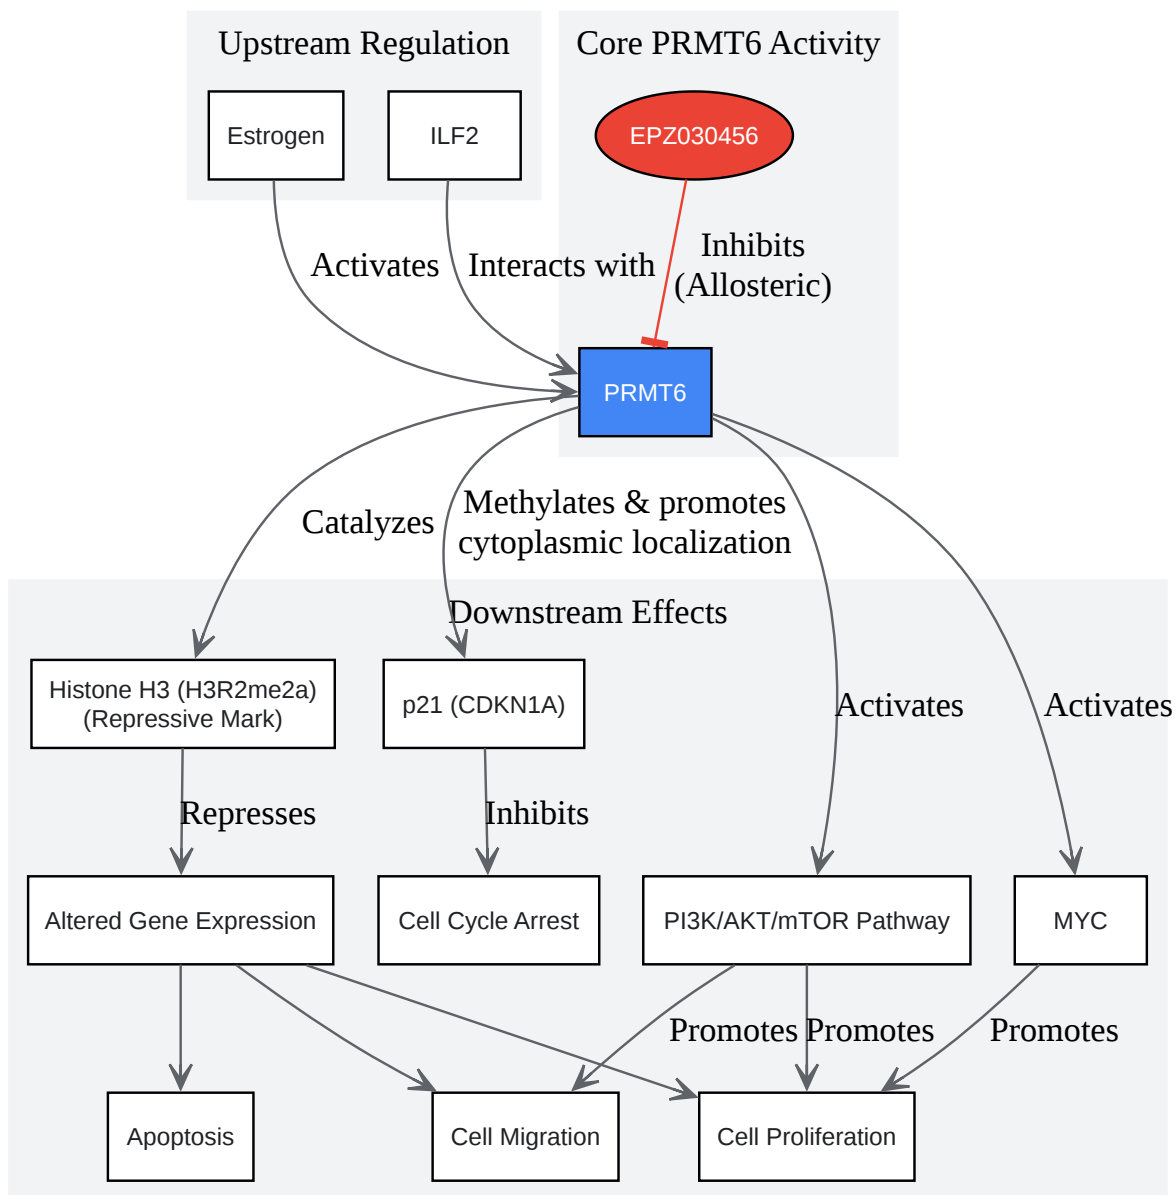 Upstream Regulation
Core PRMT6 Activity
Estrogen
ILF2
EPZ030456
Activates
Interacts with
Inhibits
(Allosteric)
PRMT6
Catalyzes
Methylates & promotes
cytoplasmic localization
Downstream Effects
Histone H3 (H3R2me2a)
(Repressive Mark)
p21 (CDKN1A)
Activates
Activates
Represses
Inhibits
Altered Gene Expression
Cell Cycle Arrest
PI3K/AKT/mTOR Pathway
MYC
Promotes
Promotes
Promotes
Apoptosis
Cell Migration
Cell Proliferation